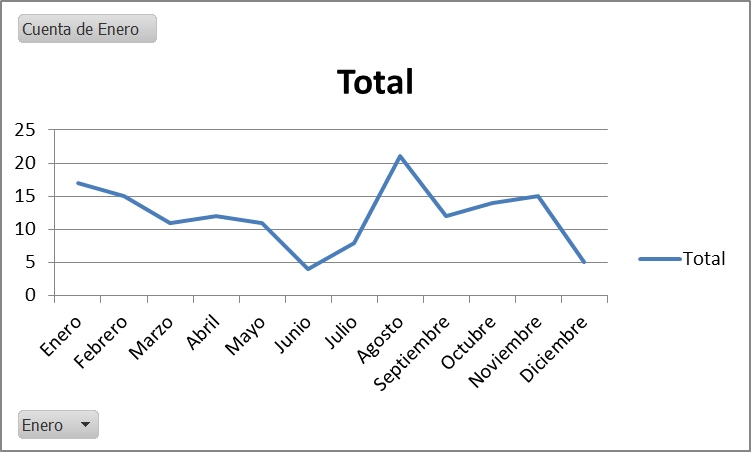 Cuenta de Enero
Total
25
20
15
10
5
0
Total
Enero
Febrero
Marzo
Abril
Mayo
Junio
Julio
Agosto
Septiembre
Octubre
Noviembre
Diciembre
Enero